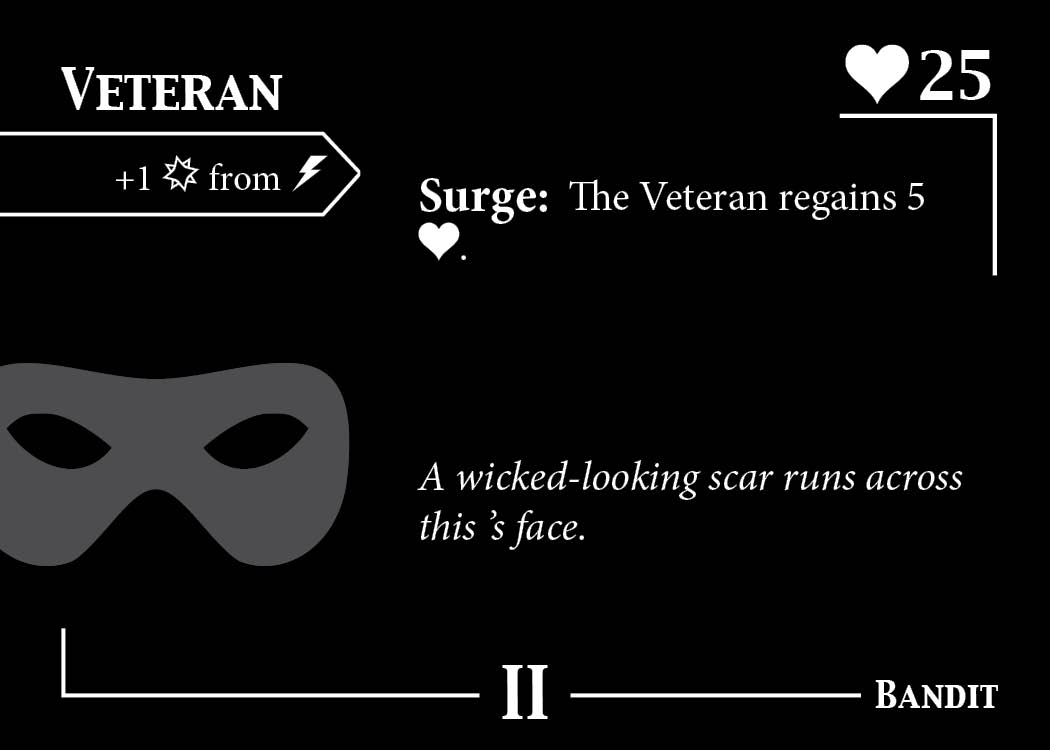 VETERAN
25
+1 from
Surge: The Veteran regains 5
.
A wicked-looking scar runs across
this ’s face.
II
BANDIT